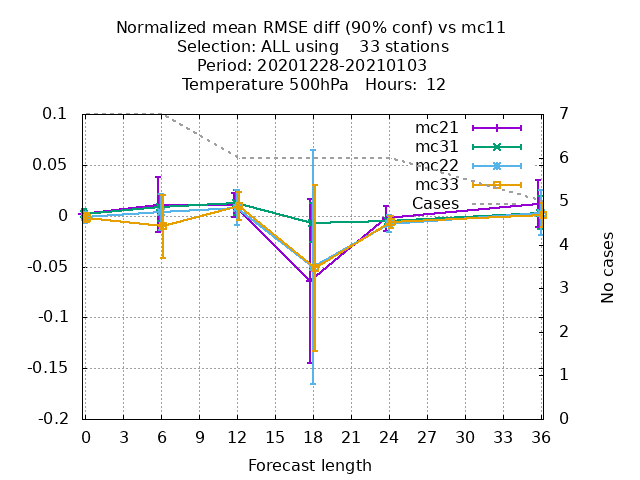 Normalized mean RMSE diff (90% conf) vs mc11
Selection: ALL using    33 stations
Period: 20201228-20210103
Temperature 500hPa   Hours:  12
mc21
mc31
mc22
mc33
Cases
0.1
0.05
0
-0.05
-0.1
-0.15
-0.2
7
6
5
4
3
2
1
0
No cases
0 3 6 9 12 15 18 21 24 27 30 33 36
Forecast length